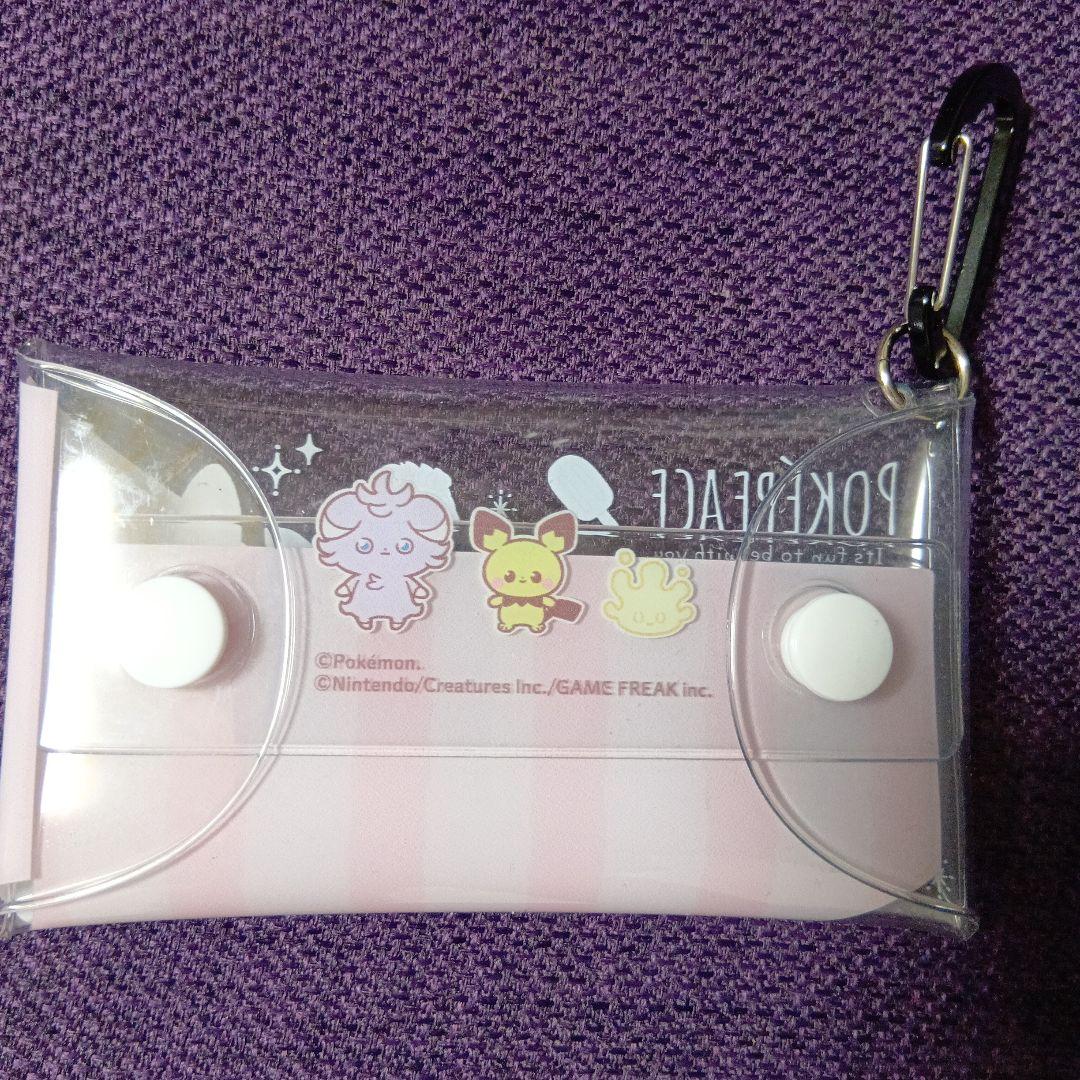 POKÉPEACE
It's fun to be with you
©Pokémon.
©Nintendo/Creatures Inc./GAME FREAK inc.